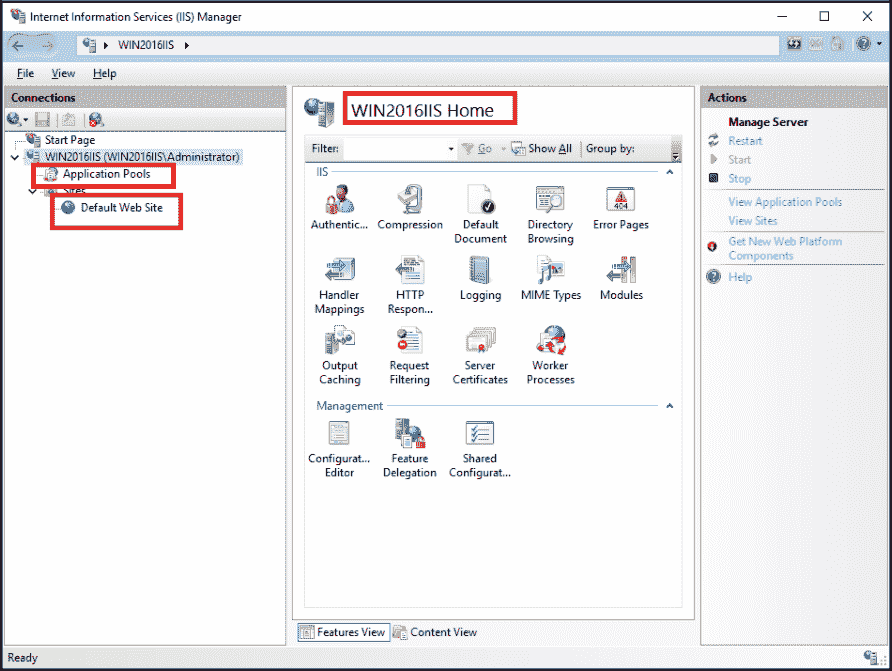 Internet Information Services (IIS) Manager
WIN2016IIS
File View Help
Connections
Start Page
WIN2016IIS (WIN2016IIS\Administrator)
Application Pools
Sites
Default Web Site
WIN2016IIS Home
Filter: Go Show All Group by:
IIS
Authentic... Compression Default Document Directory Browsing Error Pages
Handler Mappings HTTP Respon... Logging MIME Types Modules
Output Caching Request Filtering Server Certificates Worker Processes
Management
Configurat... Editor Feature Delegation Shared Configurat...
Features View Content View
Actions
Manage Server
Restart
Start
Stop
View Application Pools
View Sites
Get New Web Platform
Components
Help
Ready